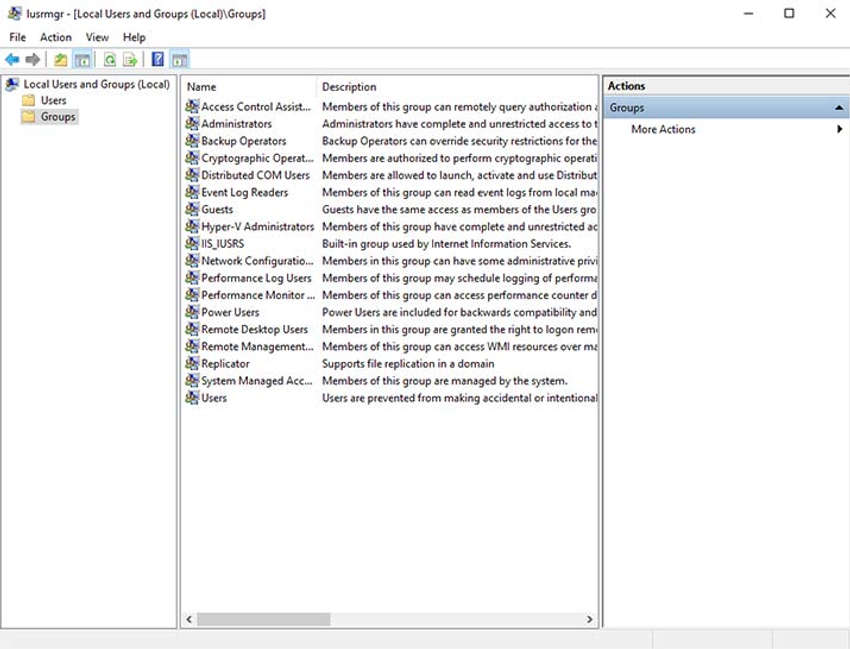 lusrmgr - [Local Users and Groups (Local)\Groups]
File Action View Help
Local Users and Groups (Local)
Users
Groups
Name Description
Access Control Assist... Members of this group can remotely query authorization a
Administrators Administrators have complete and unrestricted access to t
Backup Operators Backup Operators can override security restrictions for the
Cryptographic Operat... Members are authorized to perform cryptographic operati
Distributed COM Users Members are allowed to launch, activate and use Distribut
Event Log Readers Members of this group can read event logs from local ma
Guests Guests have the same access as members of the Users gro
Hyper-V Administrators Members of this group have complete and unrestricted ac
IIS_IUSRS Built-in group used by Internet Information Services.
Network Configuratio... Members in this group can have some administrative privi
Performance Log Users Members of this group may schedule logging of performa
Performance Monitor ... Members of this group can access performance counter d
Power Users Power Users are included for backwards compatibility and
Remote Desktop Users Members in this group are granted the right to logon rem
Remote Management... Members of this group can access WMI resources over ma
Replicator Supports file replication in a domain
System Managed Acc... Members of this group are managed by the system.
Users Users are prevented from making accidental or intentional
Actions
Groups
More Actions